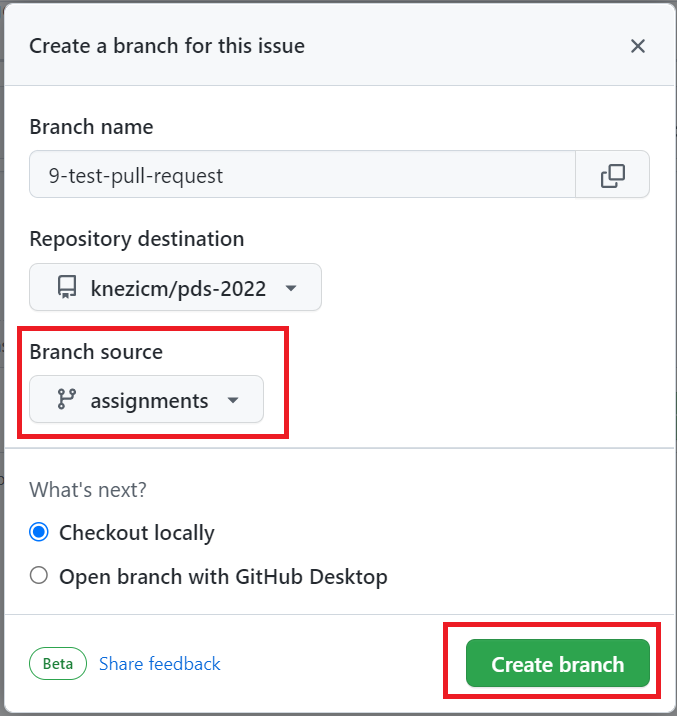 Create a branch for this issue
Branch name
9-test-pull-request
Repository destination
knezicm/pds-2022
Branch source
assignments
What's next?
Checkout locally
Open branch with GitHub Desktop
Beta Share feedback
Create branch